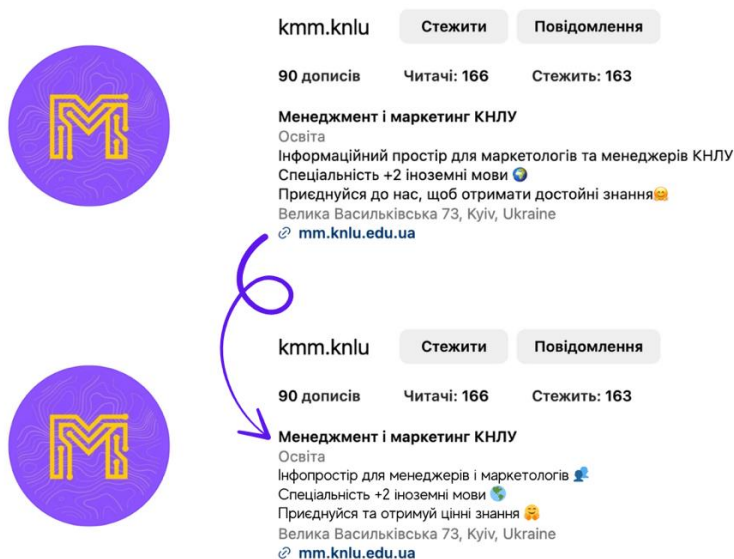 kmm.knlu Стежити Повідомлення
90 дописів Читачі: 166 Стежить: 163
Менеджмент і маркетинг КНЛУ
Освіта
Інформаційний простір для маркетологів та менеджерів КНЛУ
Спеціальність +2 іноземні мови 🌍
Приєднуйся до нас, щоб отримати достойні знання🤗
Велика Васильківська 73, Kyiv, Ukraine
mm.knlu.edu.ua
M
kmm.knlu Стежити Повідомлення
90 дописів Читачі: 166 Стежить: 163
Менеджмент і маркетинг КНЛУ
Освіта
Інфопростір для менеджерів і маркетологів 👥
Спеціальність +2 іноземні мови 🌎
Приєднуйся та отримуй цінні знання 🤗
Велика Васильківська 73, Kyiv, Ukraine
mm.knlu.edu.ua
M